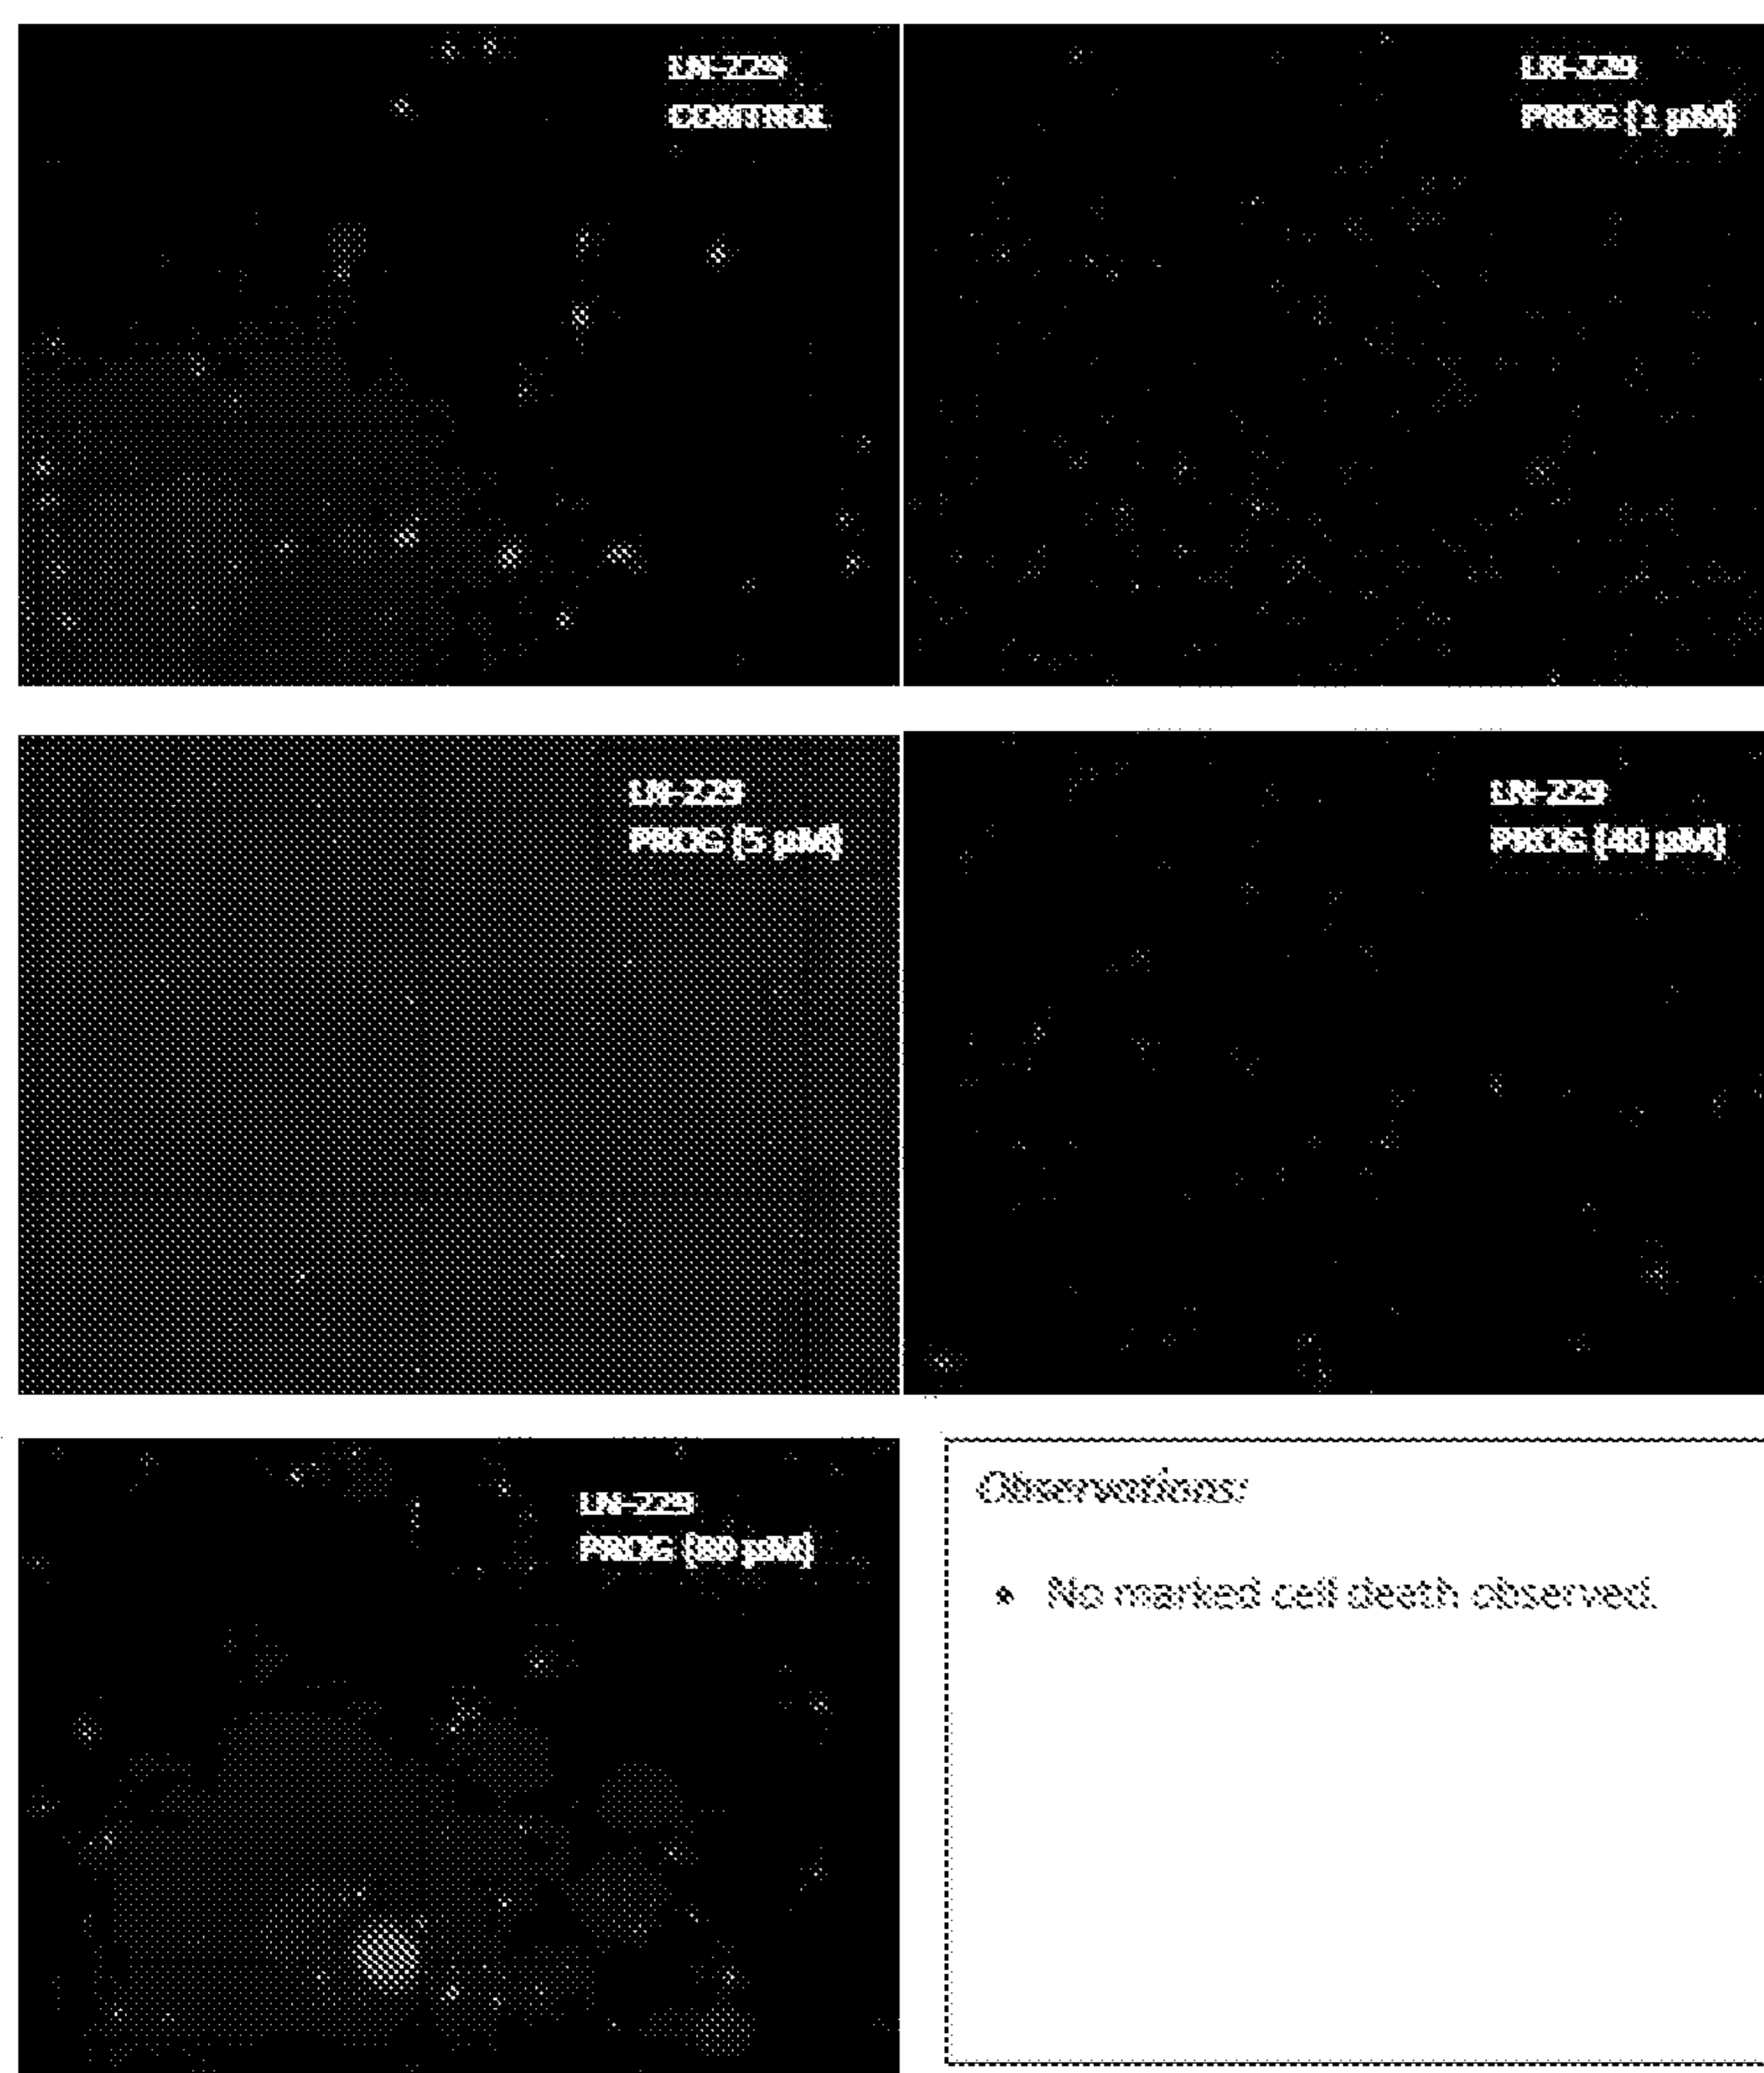 LN-229
CONTROL
LN-229
PROG (1 µM)
LN-229
PROG (5 µM)
LN-229
PROG (40 µM)
LN-229
PROG (80 µM)
Observations:
• No marked cell death observed.